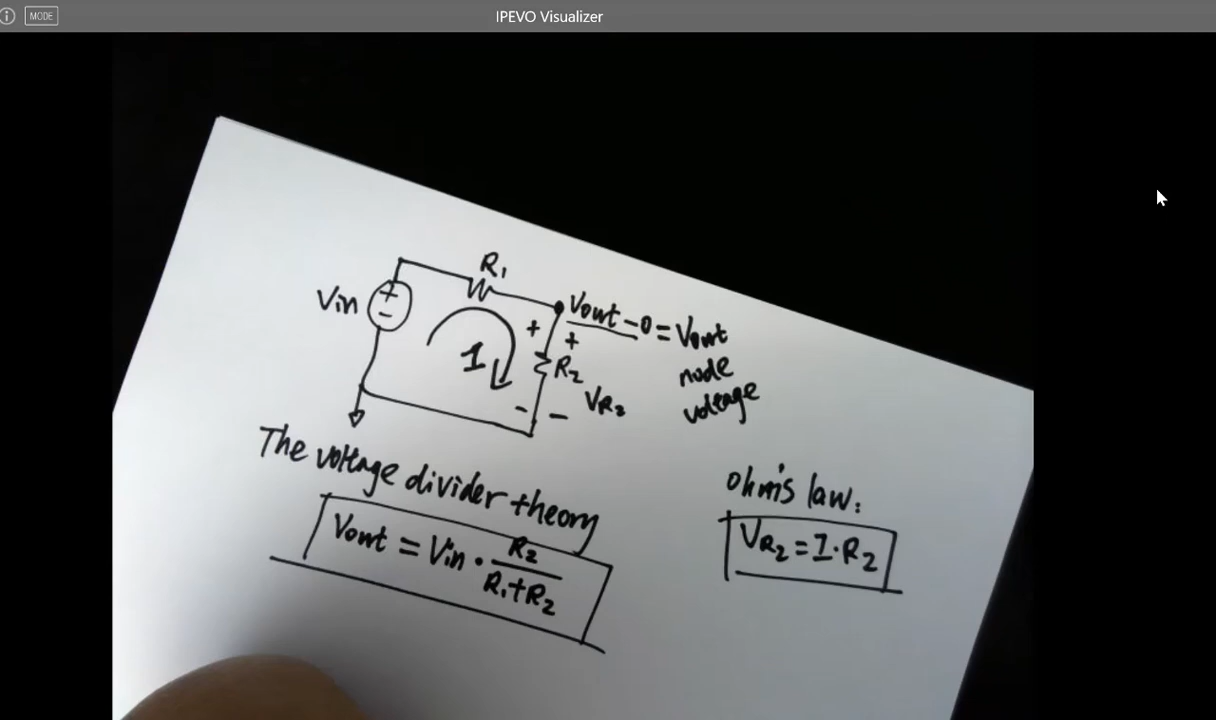 MODE
IPEVO Visualizer
R₁
Vin
+
-
I
+
-
Vout - 0 = Vout
node
voltage
+
R₂
VR₂
-
The voltage divider theory
Vout = Vin · R₂ / R₁+R₂
ohm's law:
VR₂ = I · R₂